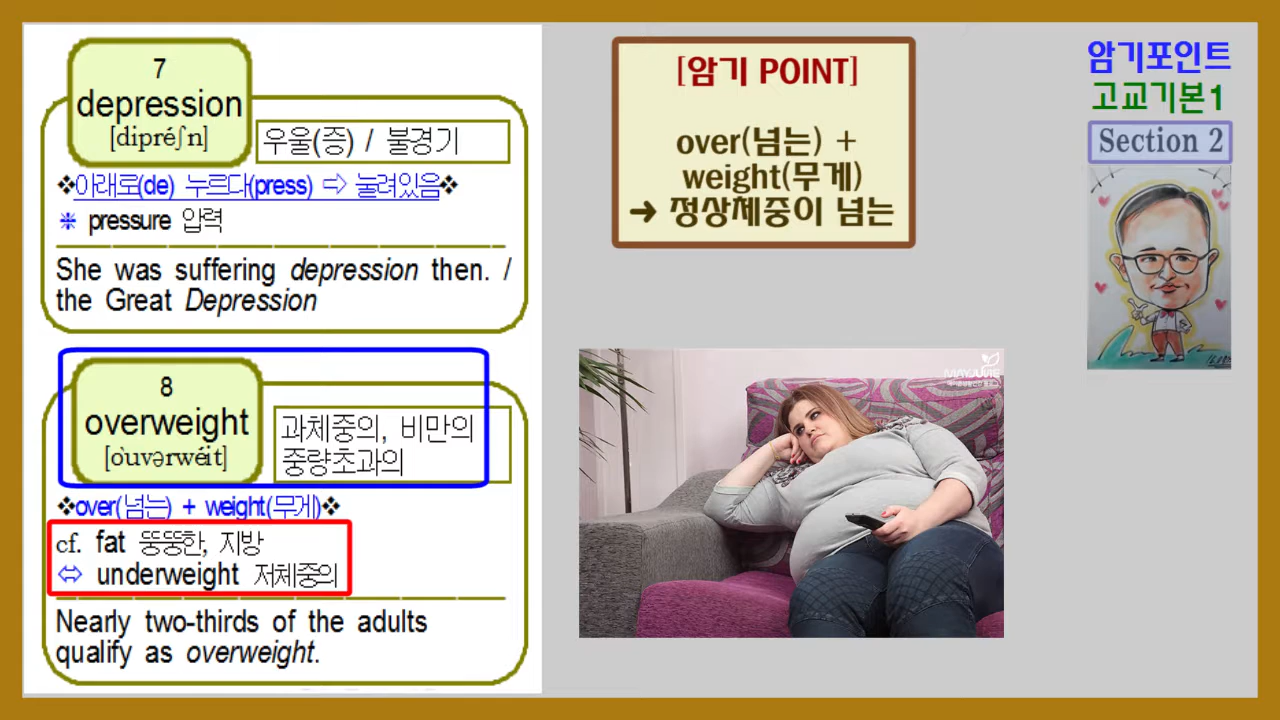 7
depression
[dipréʃn]
우울(증) / 불경기
❖아래로(de) 누르다(press) ⇨ 눌려있음❖
❈ pressure 압력
She was suffering depression then. /
the Great Depression
8
overweight
[o'uvərwéit]
과체중의, 비만의
중량초과의
❖over(넘는) + weight(무게)❖
cf. fat 뚱뚱한, 지방
⇔ underweight 저체중의
Nearly two-thirds of the adults
qualify as overweight.
[암기 POINT]
over(넘는) +
weight(무게)
➜ 정상체중이 넘는
MAYJUNE
암기포인트
고교기본1
Section 2